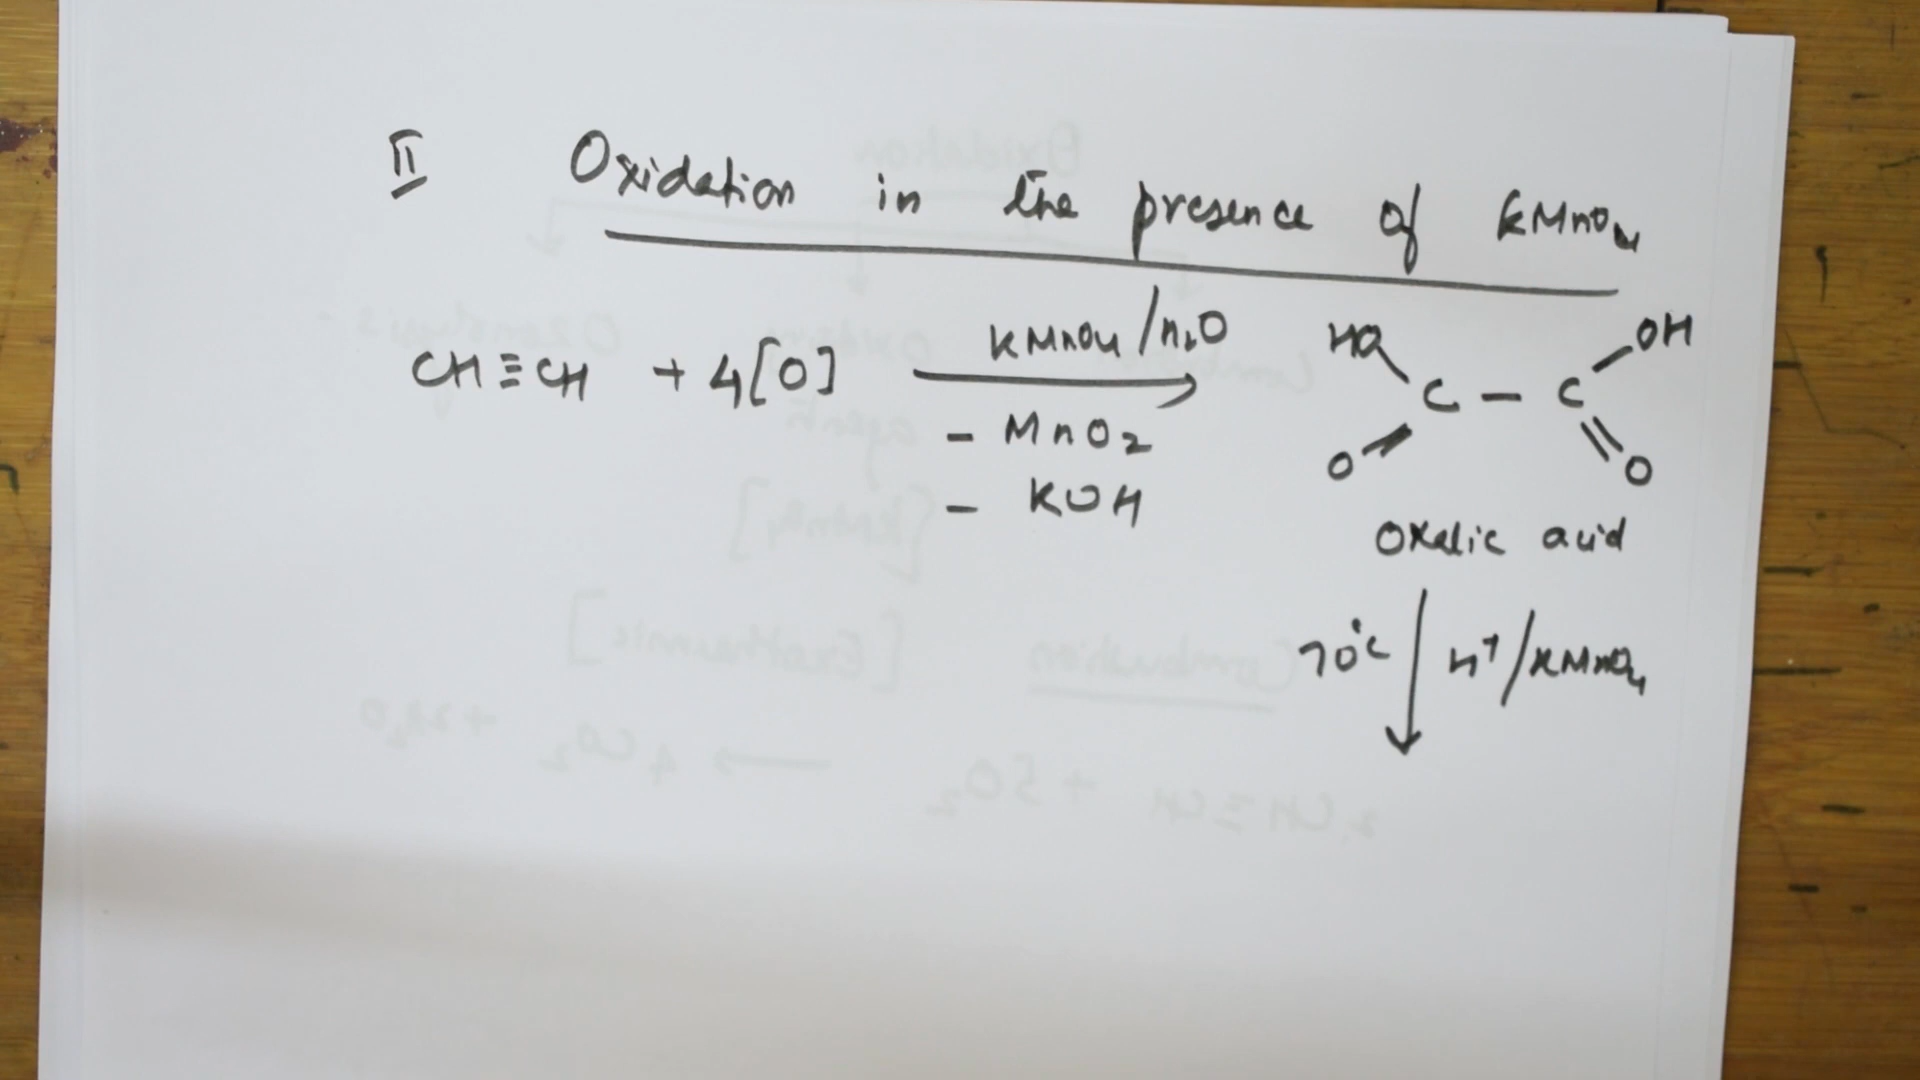 II Oxidation in the presence of KMnO4
CH≡CH + 4[O]
KMnO4/H2O
- MnO2
- KOH
HO OH
C - C
O O
Oxalic acid
70°C H+/KMnO4